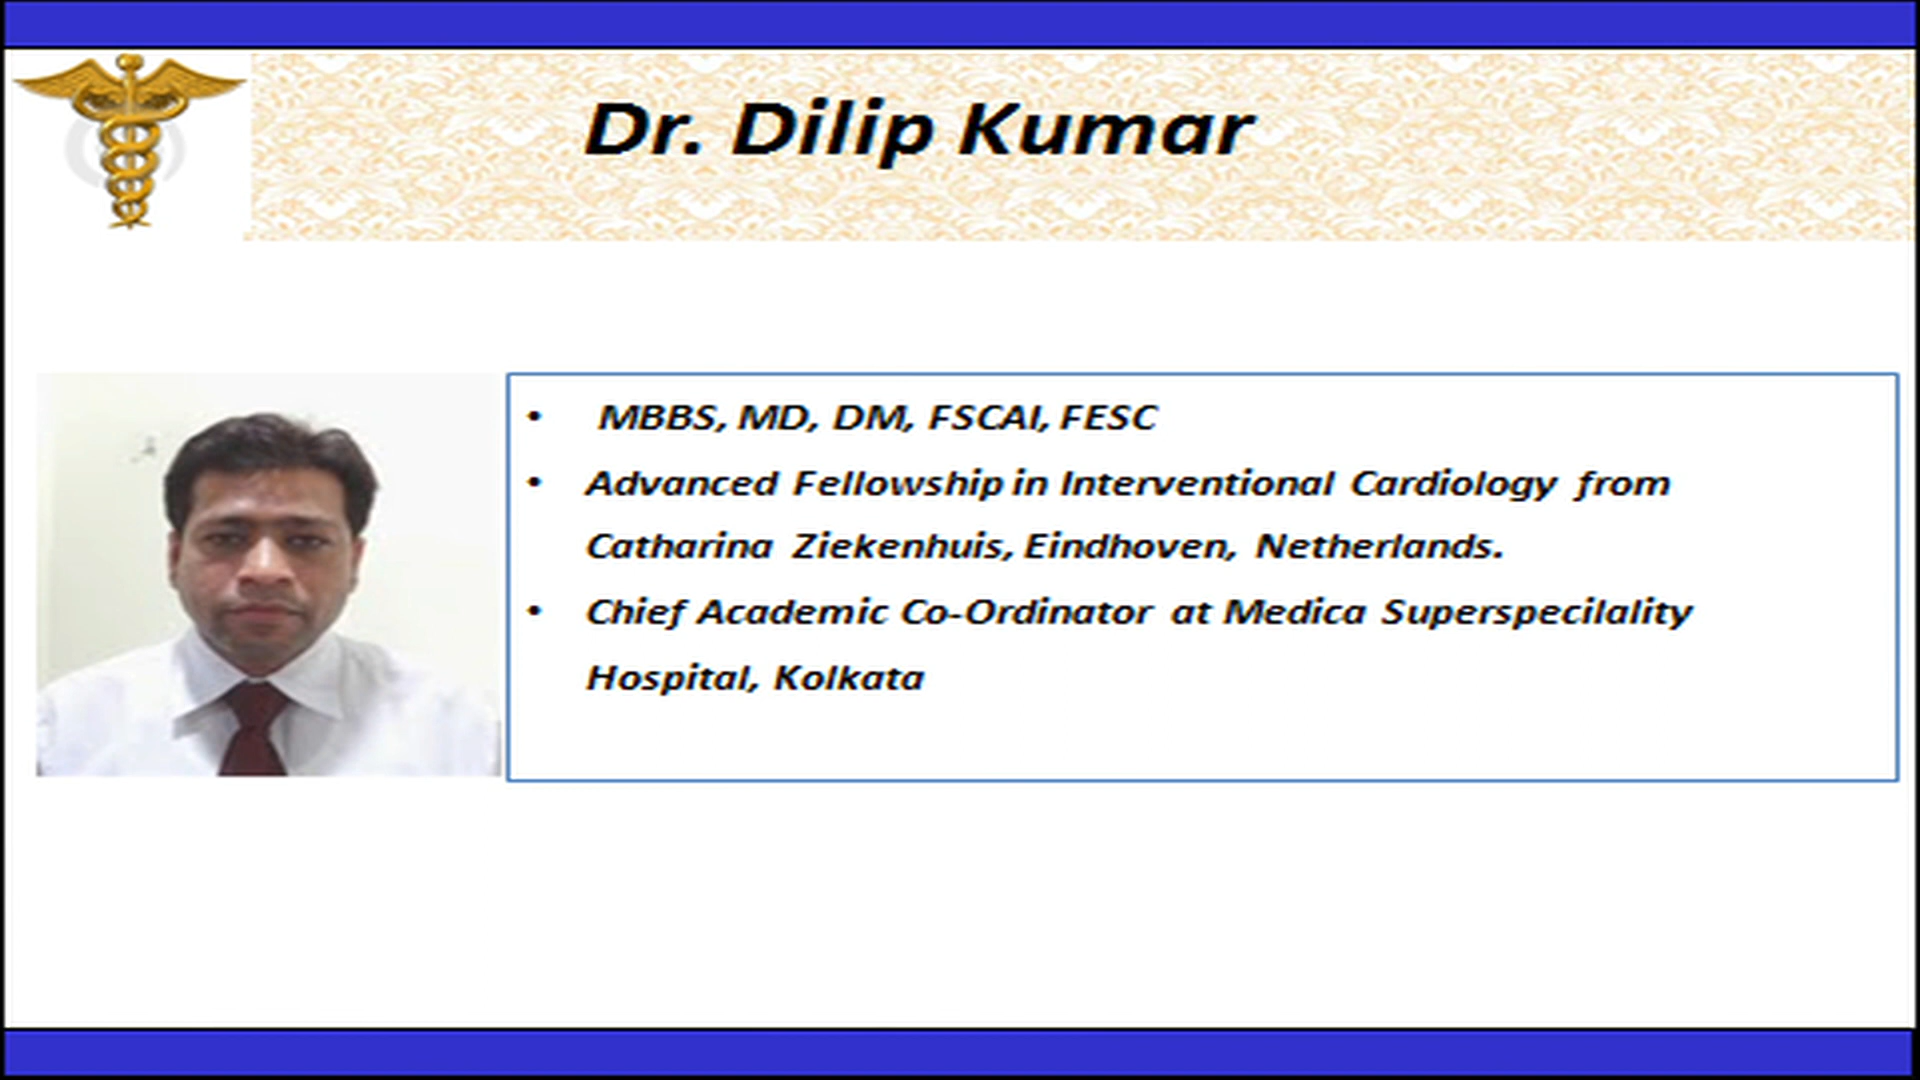 Dr. Dilip Kumar
• MBBS, MD, DM, FSCAI, FESC
• Advanced Fellowship in Interventional Cardiology from
Catharina Ziekenhuis, Eindhoven, Netherlands.
• Chief Academic Co-Ordinator at Medica Superspecilality
Hospital, Kolkata